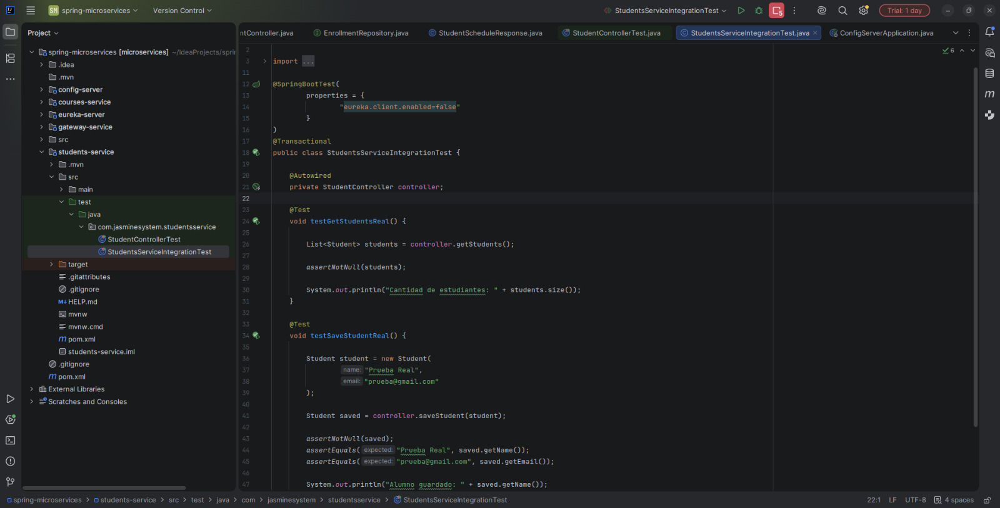 SM spring-microservices Version Control StudentsServiceIntegrationTest 5 Trial: 1 day
Project
ntController.java EnrollmentRepository.java StudentScheduleResponse.java StudentControllerTest.java StudentsServiceIntegrationTest.java ConfigServerApplication.java
spring-microservices [microservices] ~/IdeaProjects/spri
.idea
.mvn
config-server
courses-service
eureka-server
gateway-service
src
students-service
.mvn
src
main
test
java
com.jasminesystem.studentsservice
StudentControllerTest
StudentsServiceIntegrationTest
target
.gitattributes
.gitignore
HELP.md
mvnw
mvnw.cmd
pom.xml
students-service.iml
.gitignore
pom.xml
External Libraries
Scratches and Consoles
6
2
3 import ...
11
12 @SpringBootTest(
13 properties = {
14 "eureka.client.enabled=false"
15 }
16 )
17 @Transactional
18 public class StudentsServiceIntegrationTest {
19
20 @Autowired
21 private StudentController controller;
22
23 @Test
24 void testGetStudentsReal() {
25
26 List<Student> students = controller.getStudents();
27
28 assertNotNull(students);
29
30 System.out.println("Cantidad de estudiantes: " + students.size());
31 }
32
33 @Test
34 void testSaveStudentReal() {
35
36 Student student = new Student(
37 name: "Prueba Real",
38 email: "prueba@gmail.com"
39 );
40
41 Student saved = controller.saveStudent(student);
42
43 assertNotNull(saved);
44 assertEquals( expected: "Prueba Real", saved.getName());
45 assertEquals( expected: "prueba@gmail.com", saved.getEmail());
46
47 System.out.println("Alumno guardado: " + saved.getName());
spring-microservices > students-service > src > test > java > com > jasminesystem > studentsservice > StudentsServiceIntegrationTest 22:1 LF UTF-8 4 spaces